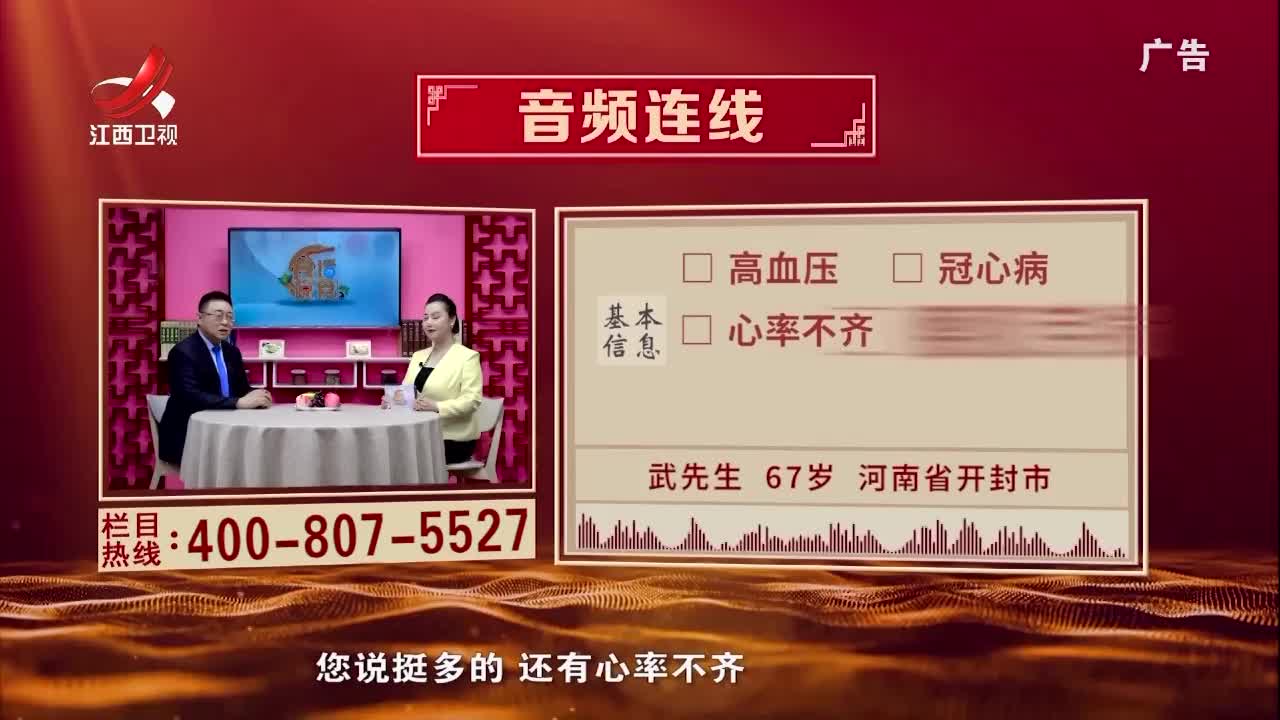 江西卫视
广告
音频连线
基本信息
□ 高血压 □ 冠心病
□ 心率不齐
武先生 67岁 河南省开封市
栏目热线:400-807-5527
您说挺多的 还有心率不齐